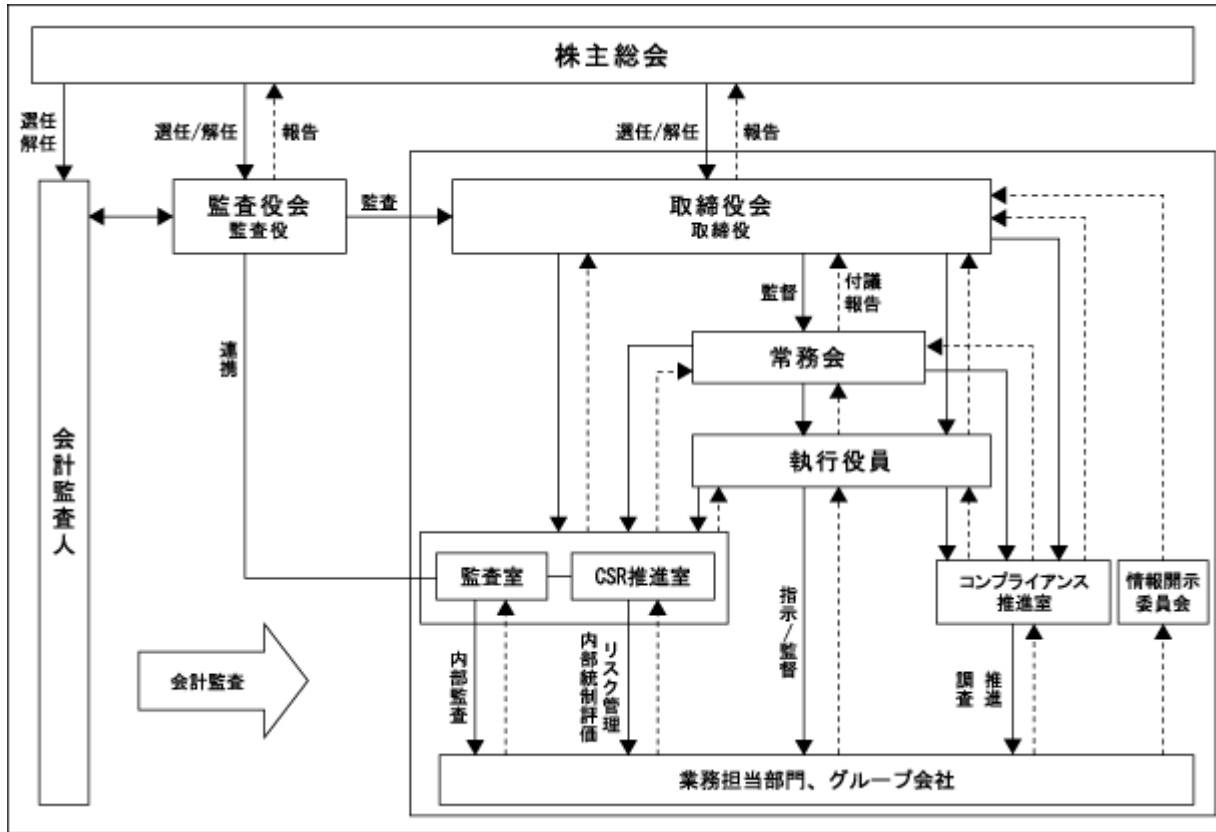 株主総会
選任
解任
選任/解任
報告
選任/解任
報告
監査役会
監査役
監査
取締役会
取締役
監督
付議
報告
連携
常務会
会計監査人
執行役員
監査室
CSR推進室
コンプライアンス
推進室
情報開示
委員会
会計監査
内部監査
リスク管理
内部統制評価
指示/監督
推進
調査
業務担当部門、グループ会社